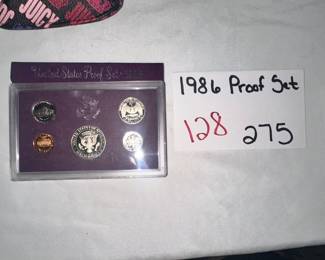 JUICY
United States Proof Set
1986 Proof Set
128 275